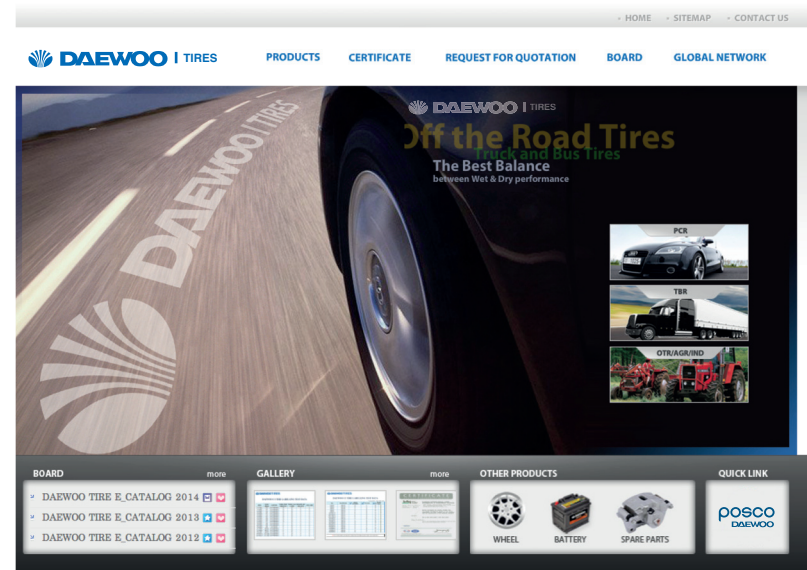 HOME SITEMAP CONTACT US
DAEWOO | TIRES PRODUCTS CERTIFICATE REQUEST FOR QUOTATION BOARD GLOBAL NETWORK
DAEWOO | TIRES
DAEWOO | TIRES
Off the Road Tires
Truck and Bus Tires
The Best Balance
between Wet & Dry performance
PCR
TBR
OTR/AGR/IND
BOARD more
DAEWOO TIRE E_CATALOG 2014
DAEWOO TIRE E_CATALOG 2013
DAEWOO TIRE E_CATALOG 2012
GALLERY more
CERTIFICATE
OTHER PRODUCTS
WHEEL BATTERY SPARE PARTS
QUICK LINK
posco
DAEWOO